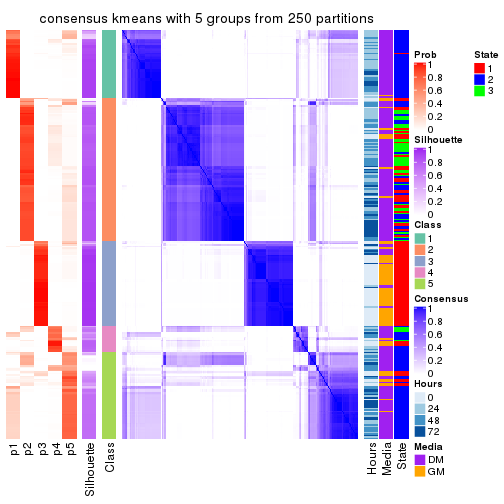 consensus kmeans with 5 groups from 250 partitions
Prob
1
0.8
0.6
0.4
0.2
0
State
1
2
3
Silhouette
1
0.8
0.6
0.4
0.2
0
Class
1
2
3
4
5
Consensus
1
0.8
0.6
0.4
0.2
0
Hours
0
24
48
72
Media
DM
GM
p1
p2
p3
p4
p5
Silhouette
Class
Hours
Media
State